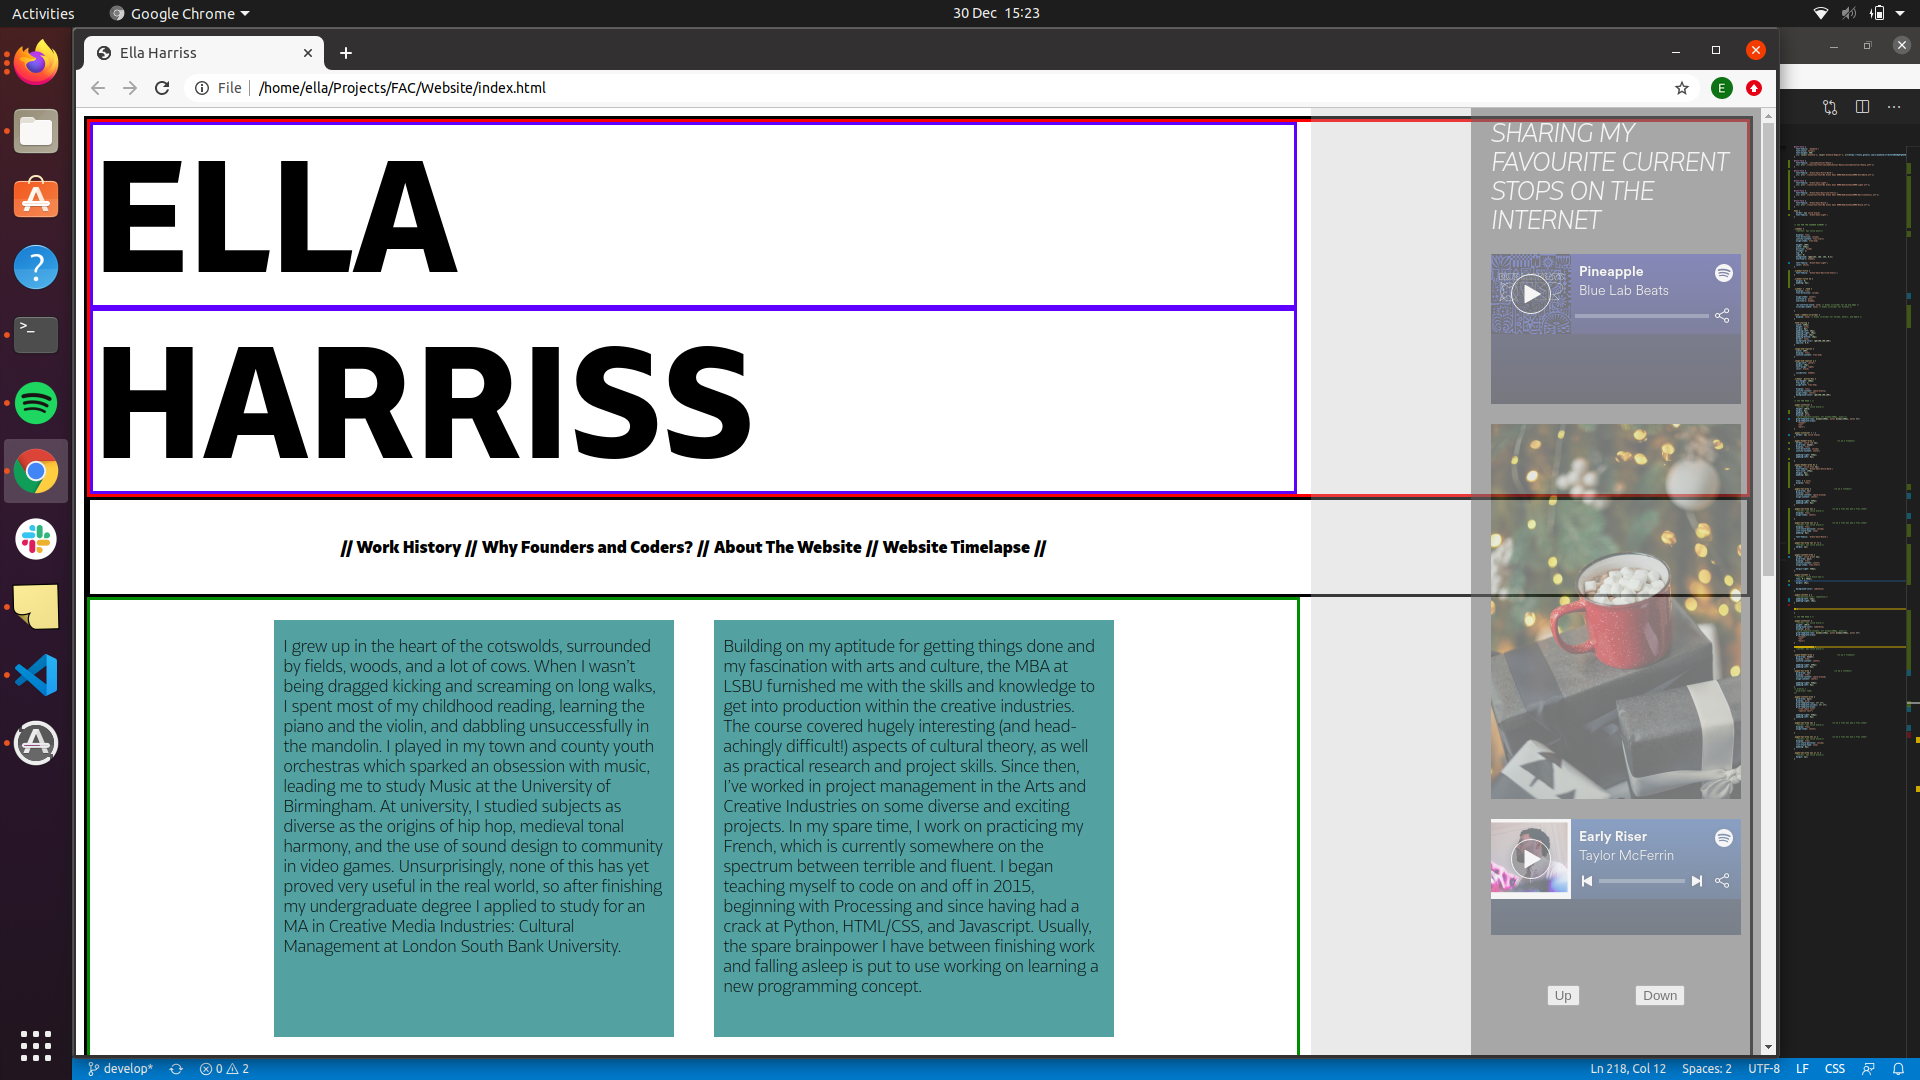 Activities
Google Chrome
30 Dec 15:23
Ella Harriss
File
/home/ella/Projects/FAC/Website/index.html
E
ELLA
HARRISS
// Work History // Why Founders and Coders? // About The Website // Website Timelapse //
I grew up in the heart of the cotswolds, surrounded
by fields, woods, and a lot of cows. When I wasn't
being dragged kicking and screaming on long walks,
I spent most of my childhood reading, learning the
piano and the violin, and dabbling unsuccessfully in
the mandolin. I played in my town and county youth
orchestras which sparked an obsession with music,
leading me to study Music at the University of
Birmingham. At university, I studied subjects as
diverse as the origins of hip hop, medieval tonal
harmony, and the use of sound design to community
in video games. Unsurprisingly, none of this has yet
proved very useful in the real world, so after finishing
my undergraduate degree I applied to study for an
MA in Creative Media Industries: Cultural
Management at London South Bank University.
Building on my aptitude for getting things done and
my fascination with arts and culture, the MBA at
LSBU furnished me with the skills and knowledge to
get into production within the creative industries.
The course covered hugely interesting (and head-
achingly difficult!) aspects of cultural theory, as well
as practical research and project skills. Since then,
I've worked in project management in the Arts and
Creative Industries on some diverse and exciting
projects. In my spare time, I work on practicing my
French, which is currently somewhere on the
spectrum between terrible and fluent. I began
teaching myself to code on and off in 2015,
beginning with Processing and since having had a
crack at Python, HTML/CSS, and Javascript. Usually,
the spare brainpower I have between finishing work
and falling asleep is put to use working on learning a
new programming concept.
SHARING MY
FAVOURITE CURRENT
STOPS ON THE
INTERNET
Pineapple
Blue Lab Beats
Early Riser
Taylor McFerrin
Up
Down
develop*
0
2
Ln 218, Col 12
Spaces: 2
UTF-8
LF
CSS